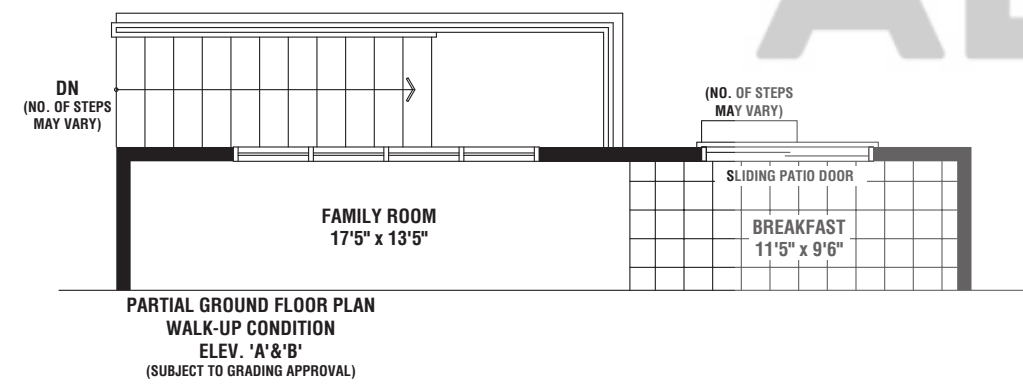 DN
(NO. OF STEPS
MAY VARY)
(NO. OF STEPS
MAY VARY)
SLIDING PATIO DOOR
FAMILY ROOM
17'5" x 13'5"
BREAKFAST
11'5" x 9'6"
PARTIAL GROUND FLOOR PLAN
WALK-UP CONDITION
ELEV. 'A'&'B'
(SUBJECT TO GRADING APPROVAL)